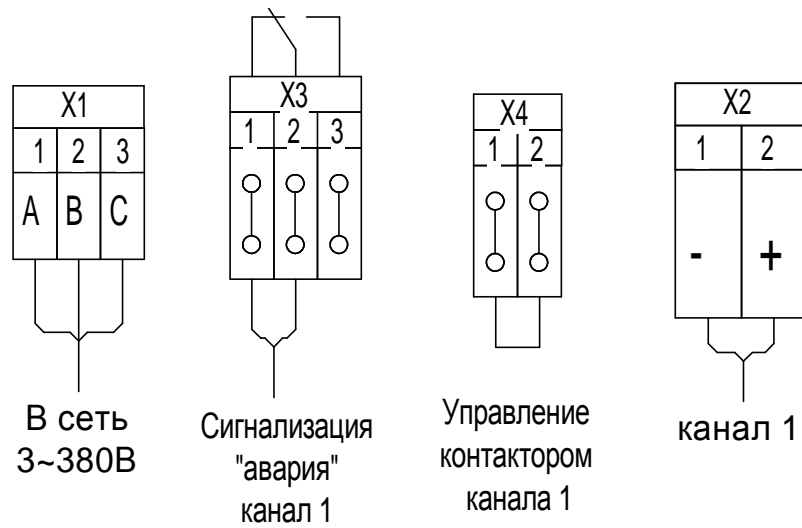 X1
1 2 3
A B C
В сеть
3~380В
X3
1 2 3
Сигнализация
"авария"
канал 1
X4
1 2
Управление
контактором
канала 1
X2
1 2
- +
канал 1